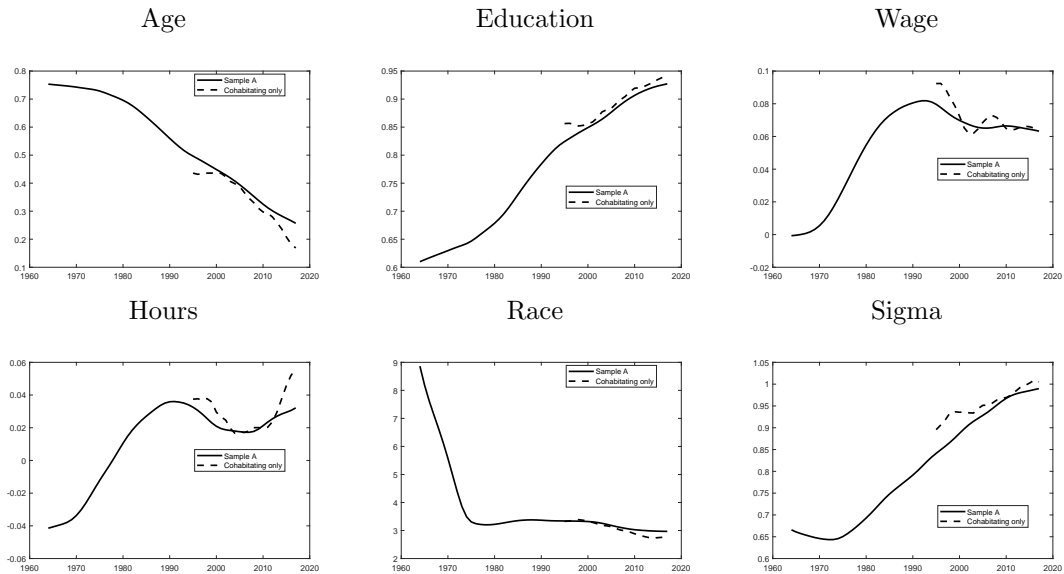 Age
0.8
0.7
0.6
0.5
0.4
0.3
0.2
0.1
1960 1970 1980 1990 2000 2010 2020
Sample A
Cohabitating only
Education
0.95
0.9
0.85
0.8
0.75
0.7
0.65
0.6
1960 1970 1980 1990 2000 2010 2020
Sample A
Cohabitating only
Wage
0.1
0.08
0.06
0.04
0.02
0
-0.02
1960 1970 1980 1990 2000 2010 2020
Sample A
Cohabitating only
Hours
0.06
0.04
0.02
0
-0.02
-0.04
-0.06
1960 1970 1980 1990 2000 2010 2020
Sample A
Cohabitating only
Race
9
8
7
6
5
4
3
2
1960 1970 1980 1990 2000 2010 2020
Sample A
Cohabitating only
Sigma
1.05
1
0.95
0.9
0.85
0.8
0.75
0.7
0.65
0.6
1960 1970 1980 1990 2000 2010 2020
Sample A
Cohabitating only